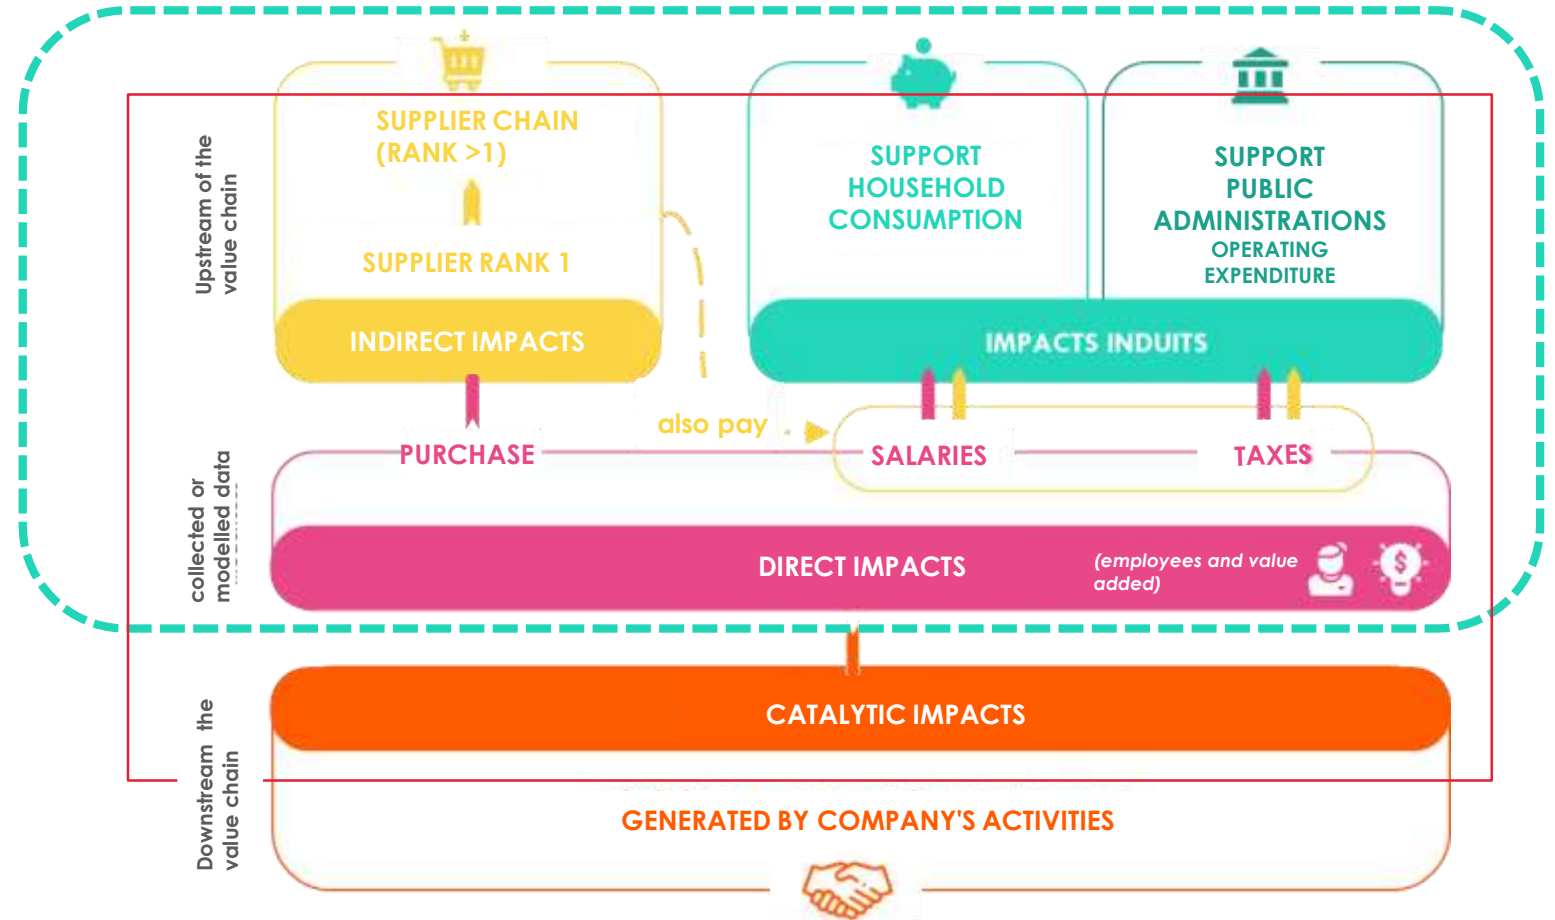 Upstream of the
value chain
SUPPLIER CHAIN
(RANK >1)
SUPPLIER RANK 1
INDIRECT IMPACTS
SUPPORT
HOUSEHOLD
CONSUMPTION
SUPPORT
PUBLIC
ADMINISTRATIONS
OPERATING
EXPENDITURE
IMPACTS INDUITS
also pay
collected or
modelled data
PURCHASE
SALARIES
TAXES
DIRECT IMPACTS
(employees and value
added)
$
Downstream the
value chain
CATALYTIC IMPACTS
GENERATED BY COMPANY'S ACTIVITIES